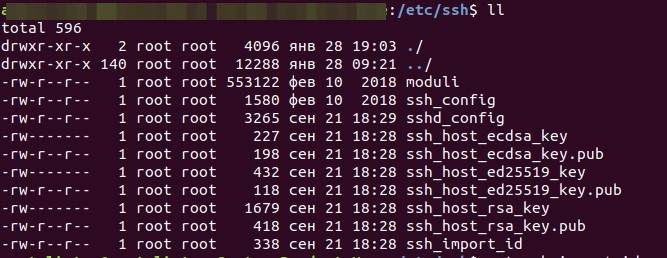 :/etc/ssh$ ll
total 596
drwxr-xr-x 2 root root 4096 янв 28 19:03 ./
drwxr-xr-x 140 root root 12288 янв 28 09:21 ../
-rw-r--r-- 1 root root 553122 фев 10 2018 moduli
-rw-r--r-- 1 root root 1580 фев 10 2018 ssh_config
-rw-r--r-- 1 root root 3265 сен 21 18:29 sshd_config
-rw------- 1 root root 227 сен 21 18:28 ssh_host_ecdsa_key
-rw-r--r-- 1 root root 198 сен 21 18:28 ssh_host_ecdsa_key.pub
-rw------- 1 root root 432 сен 21 18:28 ssh_host_ed25519_key
-rw-r--r-- 1 root root 118 сен 21 18:28 ssh_host_ed25519_key.pub
-rw------- 1 root root 1679 сен 21 18:28 ssh_host_rsa_key
-rw-r--r-- 1 root root 418 сен 21 18:28 ssh_host_rsa_key.pub
-rw-r--r-- 1 root root 338 сен 21 18:28 ssh_import_id